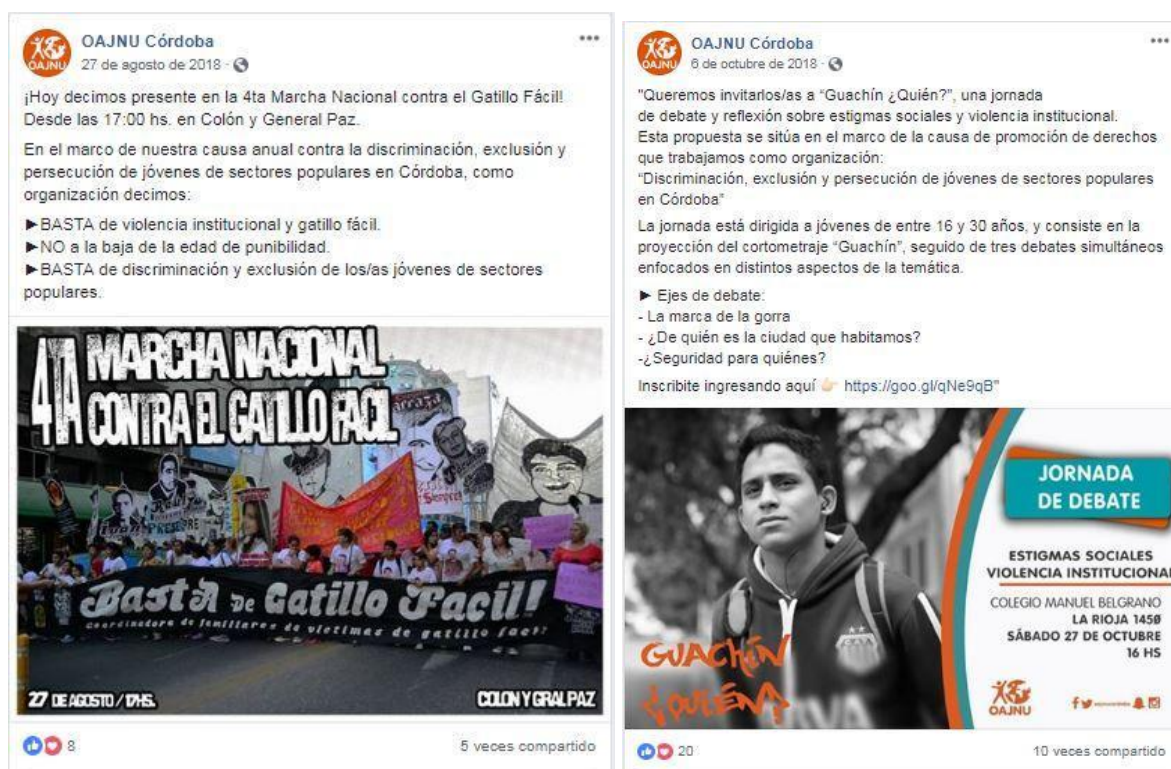 OAJNU Córdoba
27 de agosto de 2018 ·
¡Hoy decimos presente en la 4ta Marcha Nacional contra el Gatillo Fácil!
Desde las 17:00 hs. en Colón y General Paz.
En el marco de nuestra causa anual contra la discriminación, exclusión y
persecución de jóvenes de sectores populares en Córdoba, como
organización decimos:
►BASTA de violencia institucional y gatillo fácil.
►NO a la baja de la edad de punibilidad.
►BASTA de discriminación y exclusión de los/as jóvenes de sectores
populares.
4TA MARCHA NACIONAL
CONTRA EL GATILLO FACIL
Basta de Gatillo Facil!
Coordinadora de familiares de victimas de gatillo facil
27 DE AGOSTO / 17HS.
COLON Y GRAL PAZ
8
5 veces compartido
OAJNU Córdoba
6 de octubre de 2018 ·
"Queremos invitarlos/as a “Guachín ¿Quién?”, una jornada
de debate y reflexión sobre estigmas sociales y violencia institucional.
Esta propuesta se sitúa en el marco de la causa de promoción de derechos
que trabajamos como organización:
“Discriminación, exclusión y persecución de jóvenes de sectores populares
en Córdoba”
La jornada está dirigida a jóvenes de entre 16 y 30 años, y consiste en la
proyección del cortometraje “Guachín”, seguido de tres debates simultáneos
enfocados en distintos aspectos de la temática.
► Ejes de debate:
- La marca de la gorra
- ¿De quién es la ciudad que habitamos?
-¿Seguridad para quiénes?
Inscribite ingresando aquí 👉🏻 https://goo.gl/qNe9qB"
GUACHÍN
¿QUIÉN?
JORNADA
DE DEBATE
ESTIGMAS SOCIALES
VIOLENCIA INSTITUCIONAL
COLEGIO MANUEL BELGRANO
LA RIOJA 1450
SÁBADO 27 DE OCTUBRE
16 HS
OAJNU
20
10 veces compartido